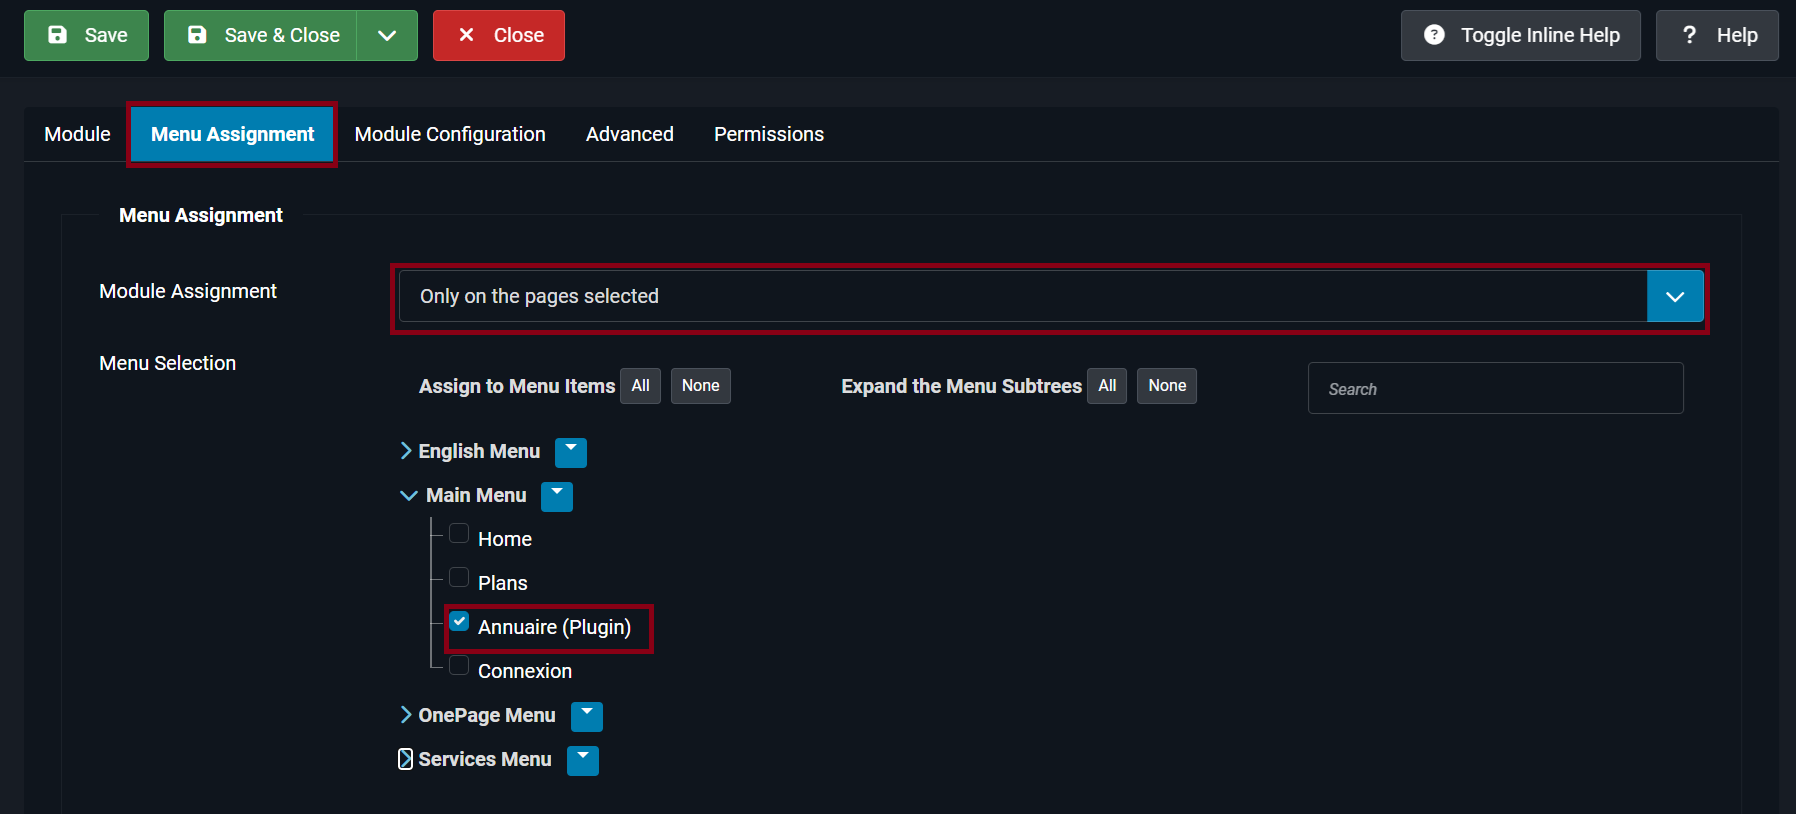 Save Save & Close Close Toggle Inline Help Help
Module Menu Assignment Module Configuration Advanced Permissions
Menu Assignment
Module Assignment
Only on the pages selected
Menu Selection
Assign to Menu Items All None Expand the Menu Subtrees All None Search
English Menu
Main Menu
Home
Plans
Annuaire (Plugin)
Connexion
OnePage Menu
Services Menu